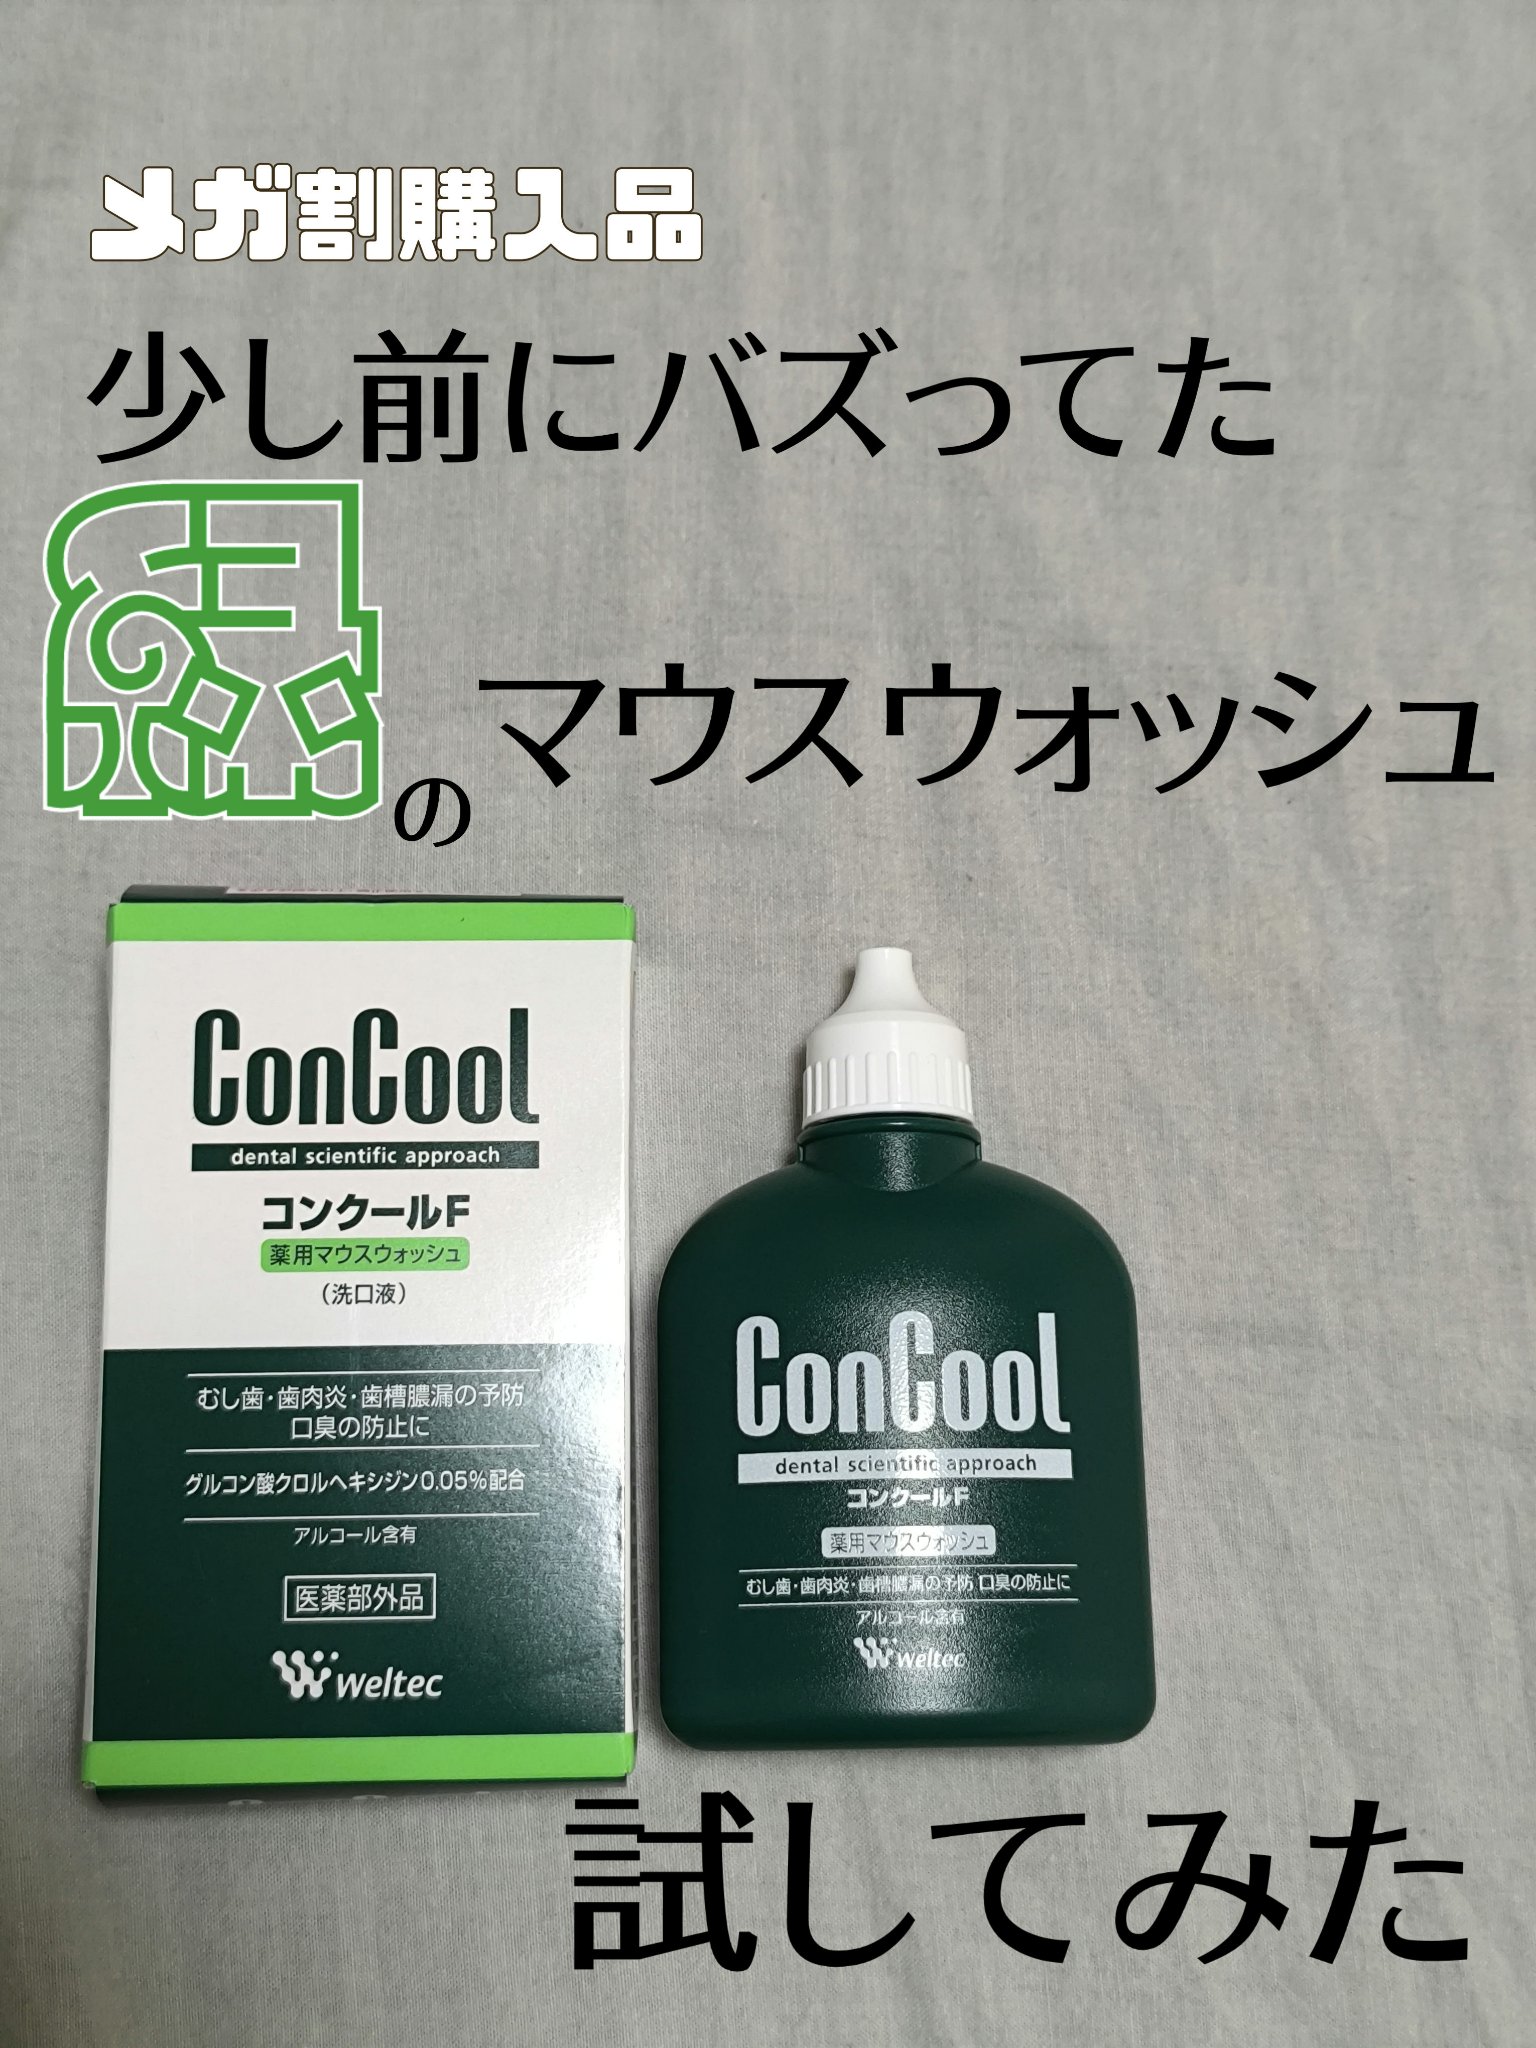 メガ割購入品
少し前にバズってた
のマウスウォッシュ
ConCool
dental scientific approach
コンクールF
薬用マウスウォッシュ
(洗口液)
むし歯・歯肉炎・歯槽膿漏の予防
口臭の防止に
グルコン酸クロルヘキシジン0.05%配合
アルコール含有
医薬部外品
weltec
ConCool
dental scientific approach
コンクールF
薬用マウスウォッシュ
むし歯・歯肉炎・歯槽膿漏の予防 口臭の防止に
アルコール含有
weltec
試してみた